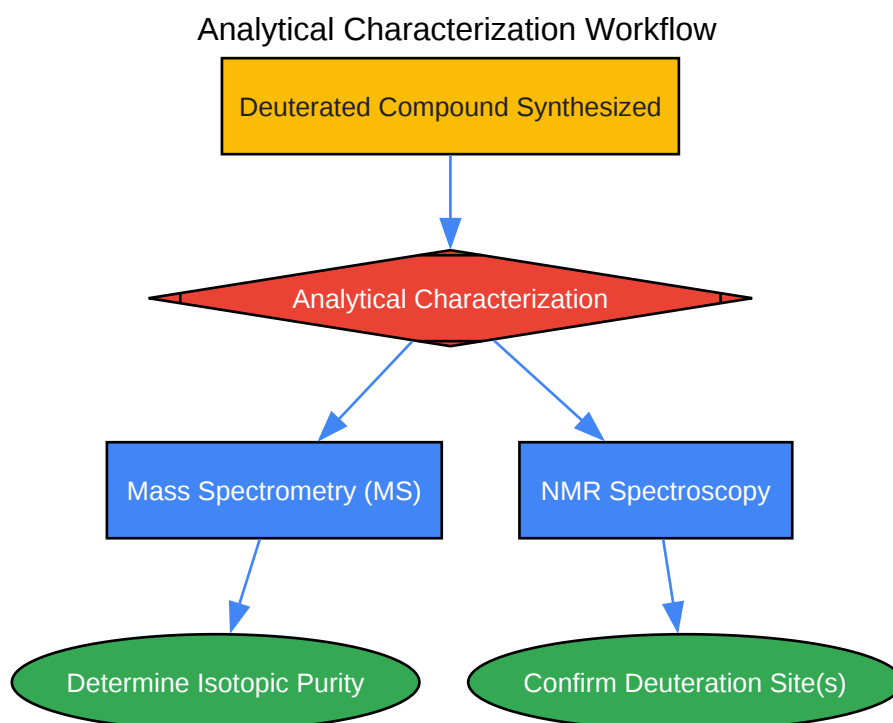 Analytical Characterization Workflow
Deuterated Compound Synthesized
Analytical Characterization
Mass Spectrometry (MS)
NMR Spectroscopy
Determine Isotopic Purity
Confirm Deuteration Site(s)